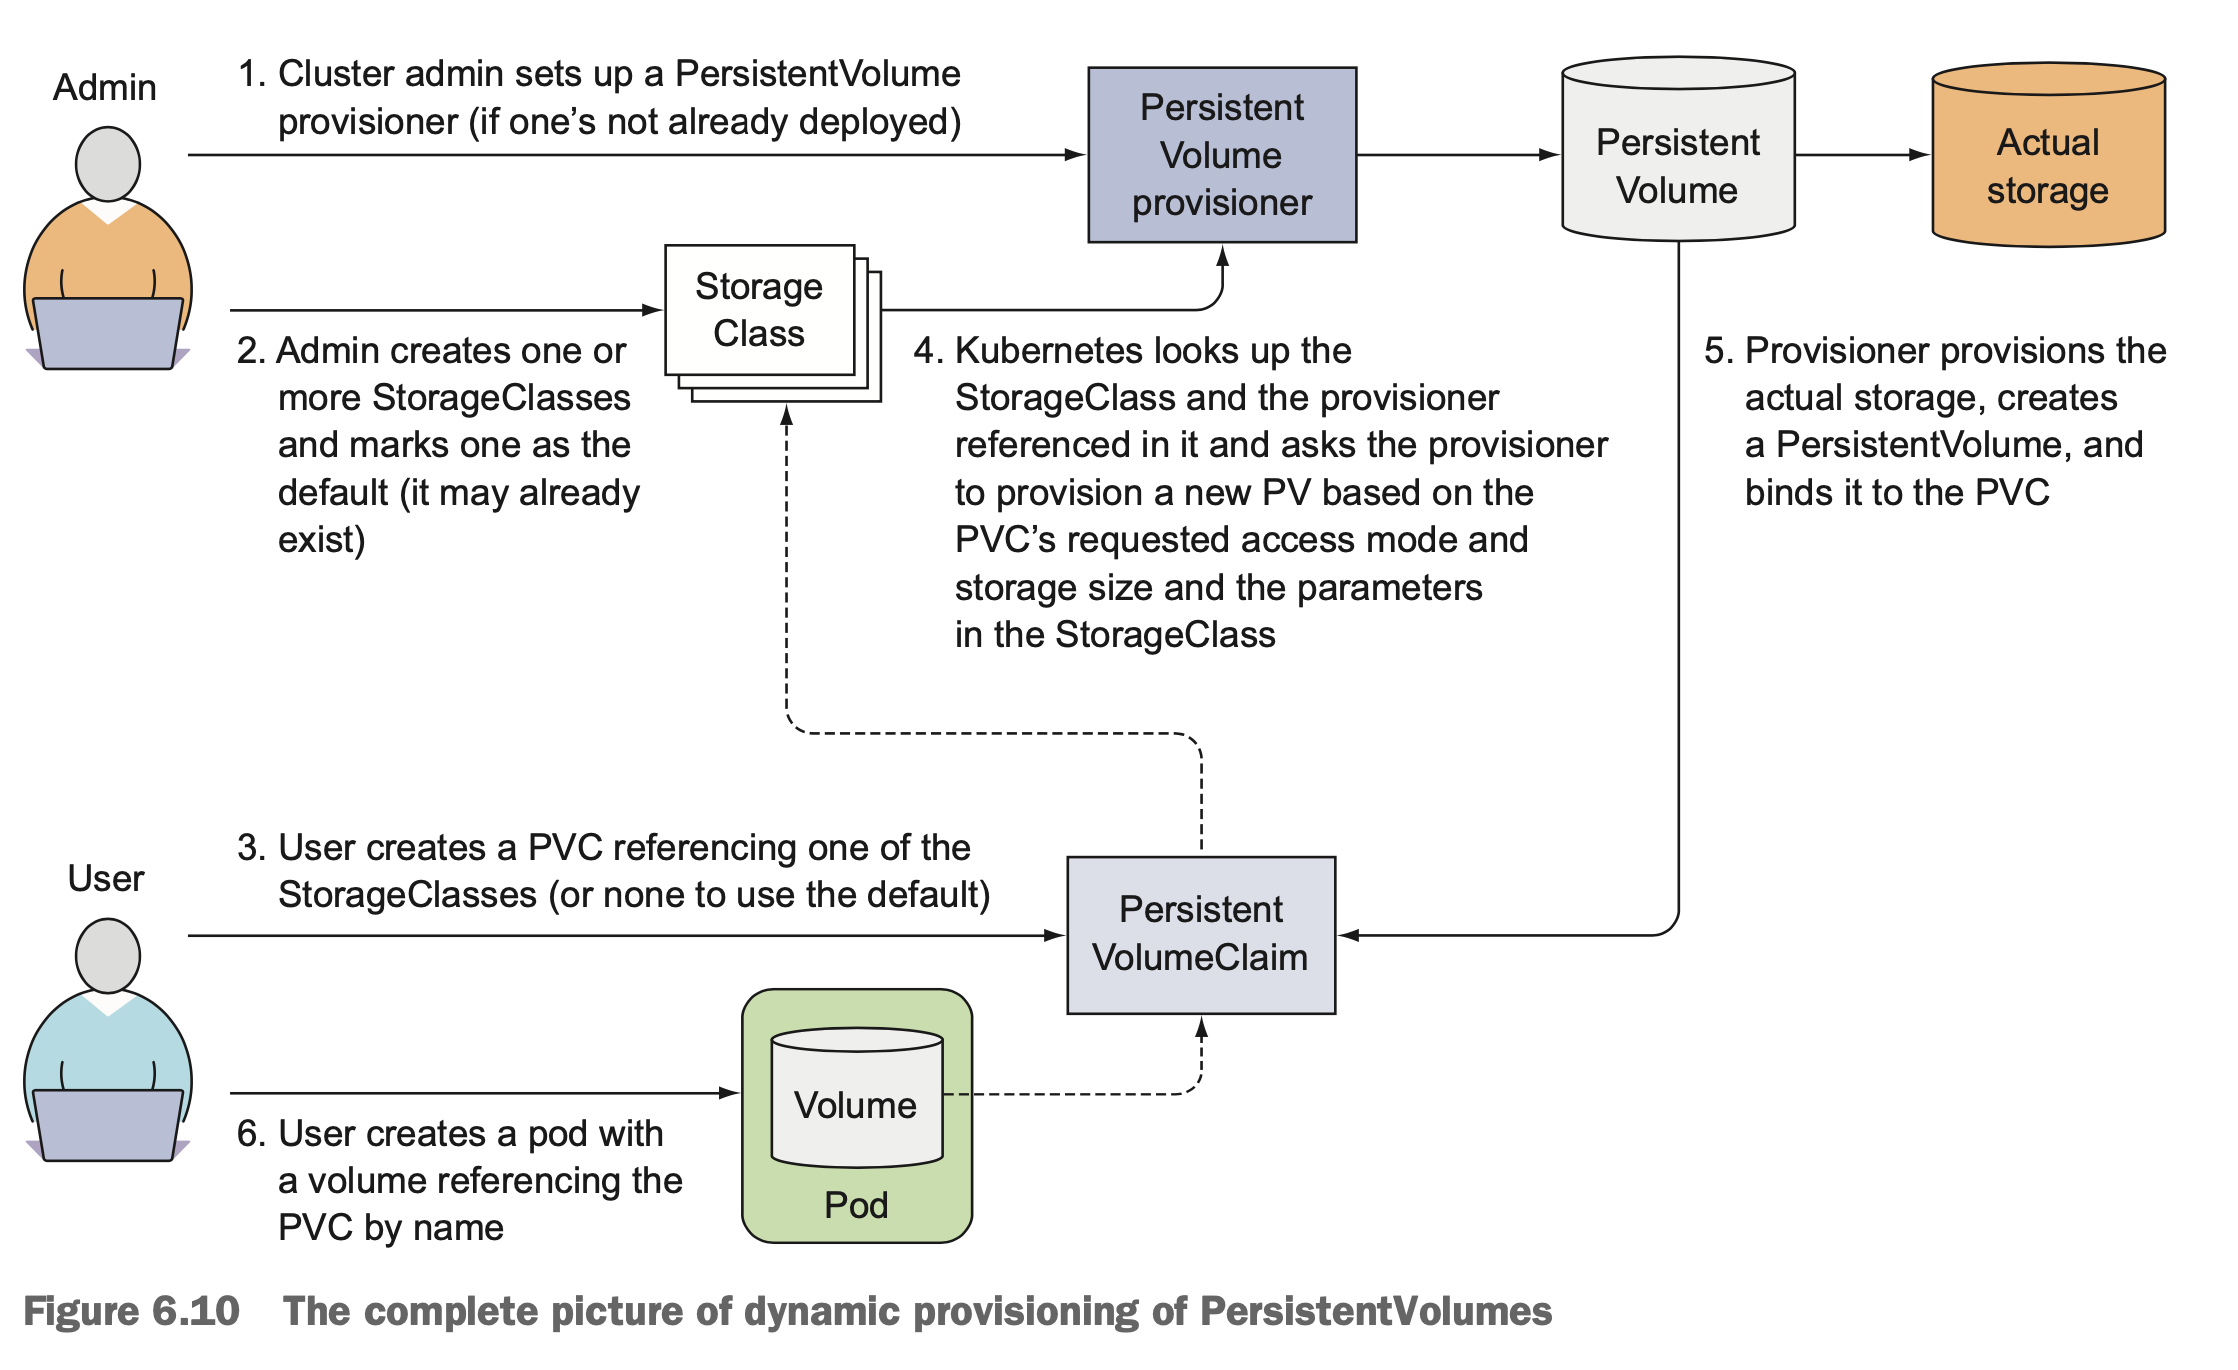 Admin
1. Cluster admin sets up a PersistentVolume
provisioner (if one’s not already deployed)
Persistent
Volume
provisioner
Persistent
Volume
Actual
storage
Storage
Class
2. Admin creates one or
more StorageClasses
and marks one as the
default (it may already
exist)
4. Kubernetes looks up the
StorageClass and the provisioner
referenced in it and asks the provisioner
to provision a new PV based on the
PVC’s requested access mode and
storage size and the parameters
in the StorageClass
5. Provisioner provisions the
actual storage, creates
a PersistentVolume, and
binds it to the PVC
User
3. User creates a PVC referencing one of the
StorageClasses (or none to use the default)
Persistent
VolumeClaim
6. User creates a pod with
a volume referencing the
PVC by name
Volume
Pod
Figure 6.10 The complete picture of dynamic provisioning of PersistentVolumes